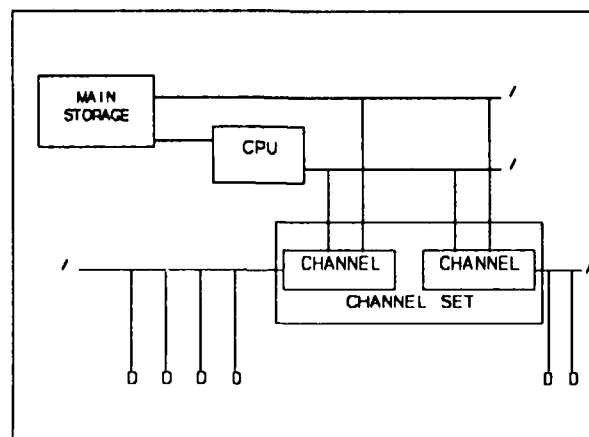 MAIN
STORAGE
CPU
CHANNEL CHANNEL
CHANNEL SET
D D D D D D